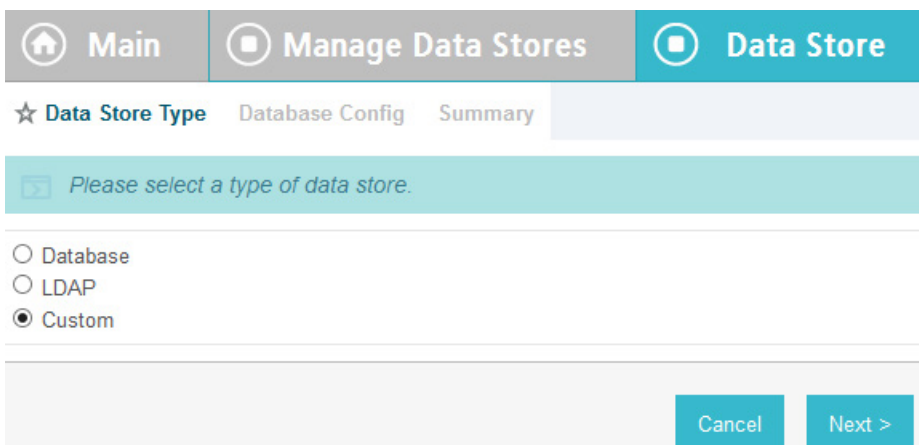 Main Manage Data Stores Data Store
Data Store Type Database Config Summary
Please select a type of data store.
Database
LDAP
Custom
Cancel Next >